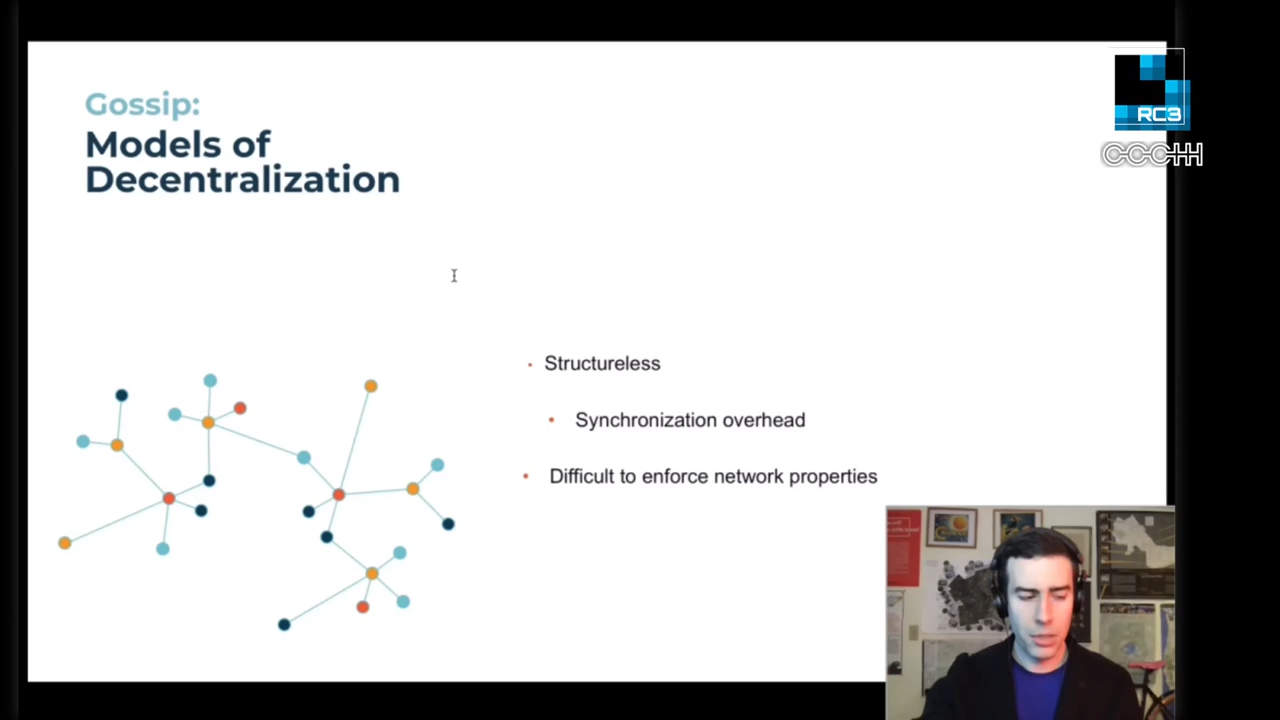 Gossip:
Models of
Decentralization
RC3
CCCHH
• Structureless
• Synchronization overhead
• Difficult to enforce network properties